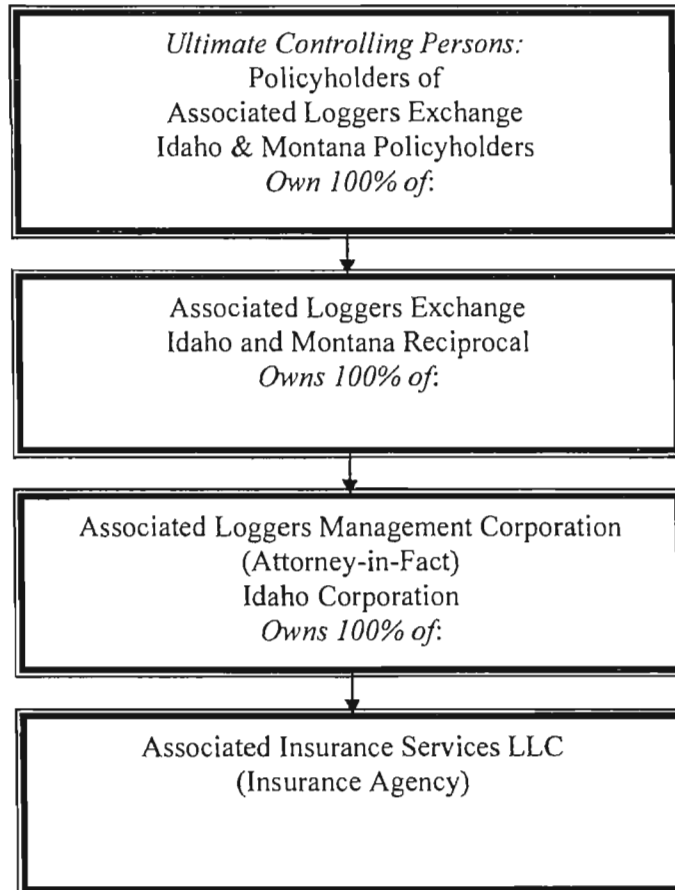 Ultimate Controlling Persons:
Policyholders of
Associated Loggers Exchange
Idaho & Montana Policyholders
Own 100% of:
Associated Loggers Exchange
Idaho and Montana Reciprocal
Owns 100% of:
Associated Loggers Management Corporation
(Attorney-in-Fact)
Idaho Corporation
Owns 100% of:
Associated Insurance Services LLC
(Insurance Agency)